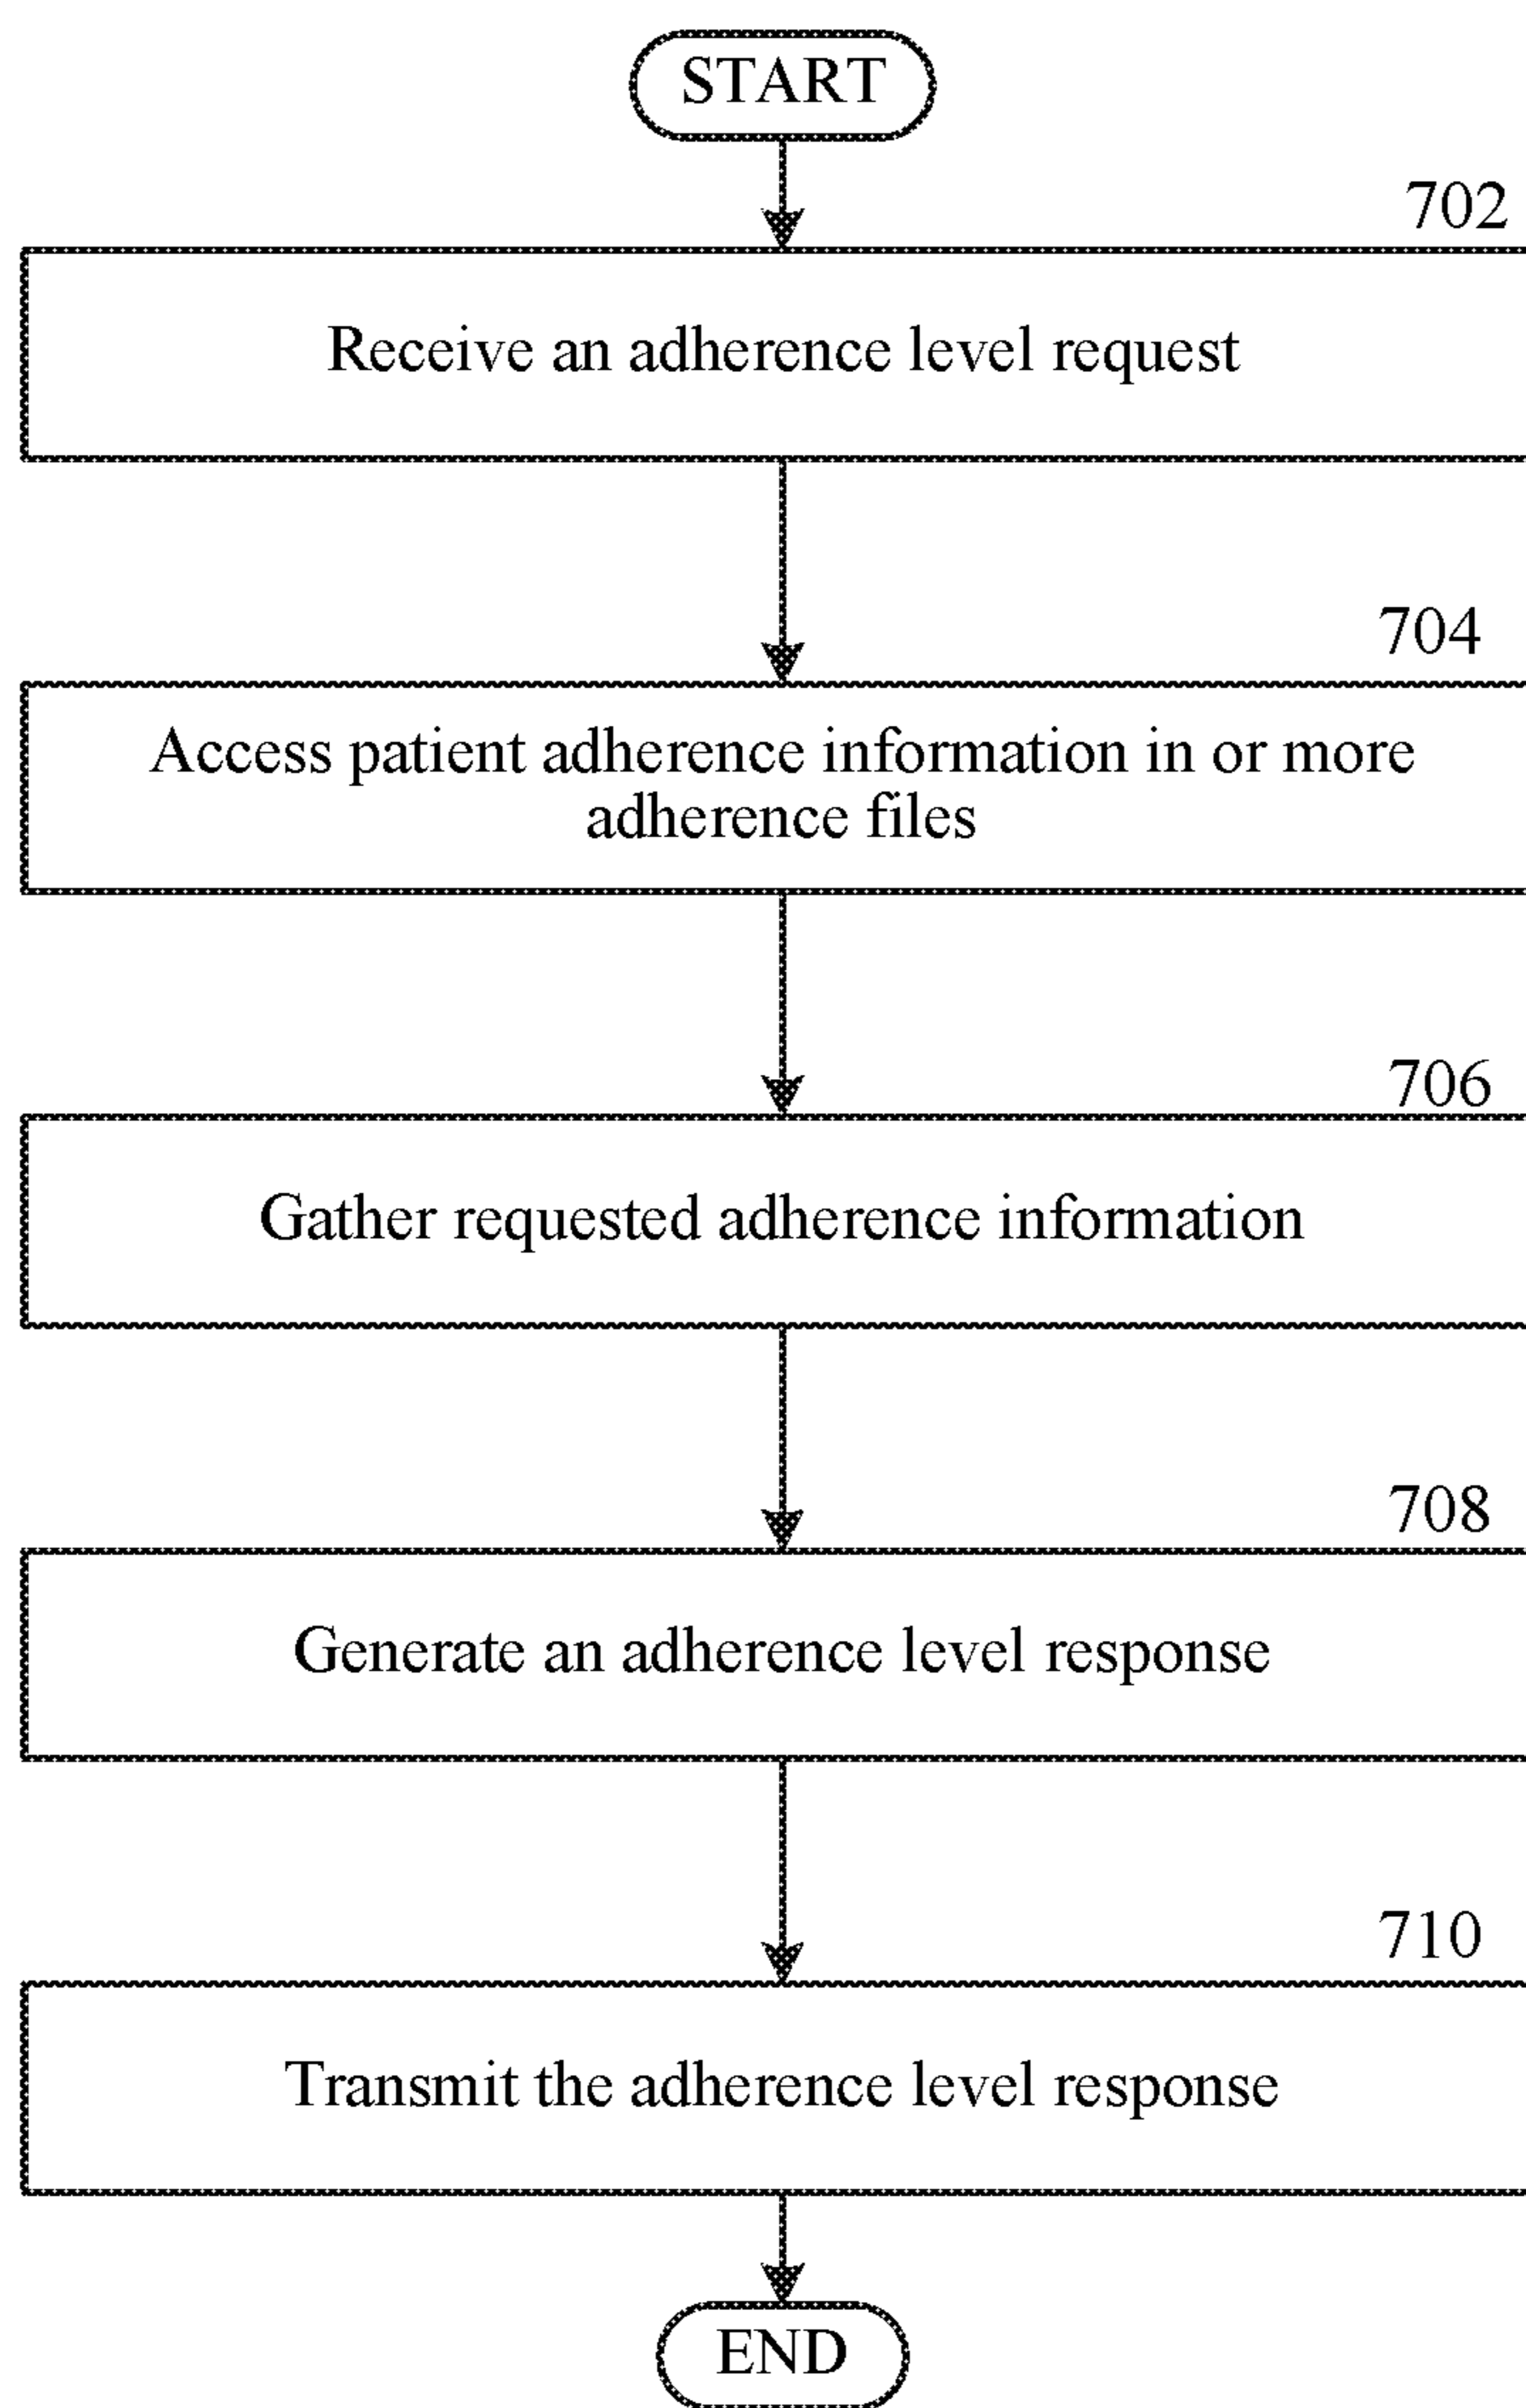 START
702
Receive an adherence level request
704
Access patient adherence information in or more
adherence files
706
Gather requested adherence information
708
Generate an adherence level response
710
Transmit the adherence level response
END